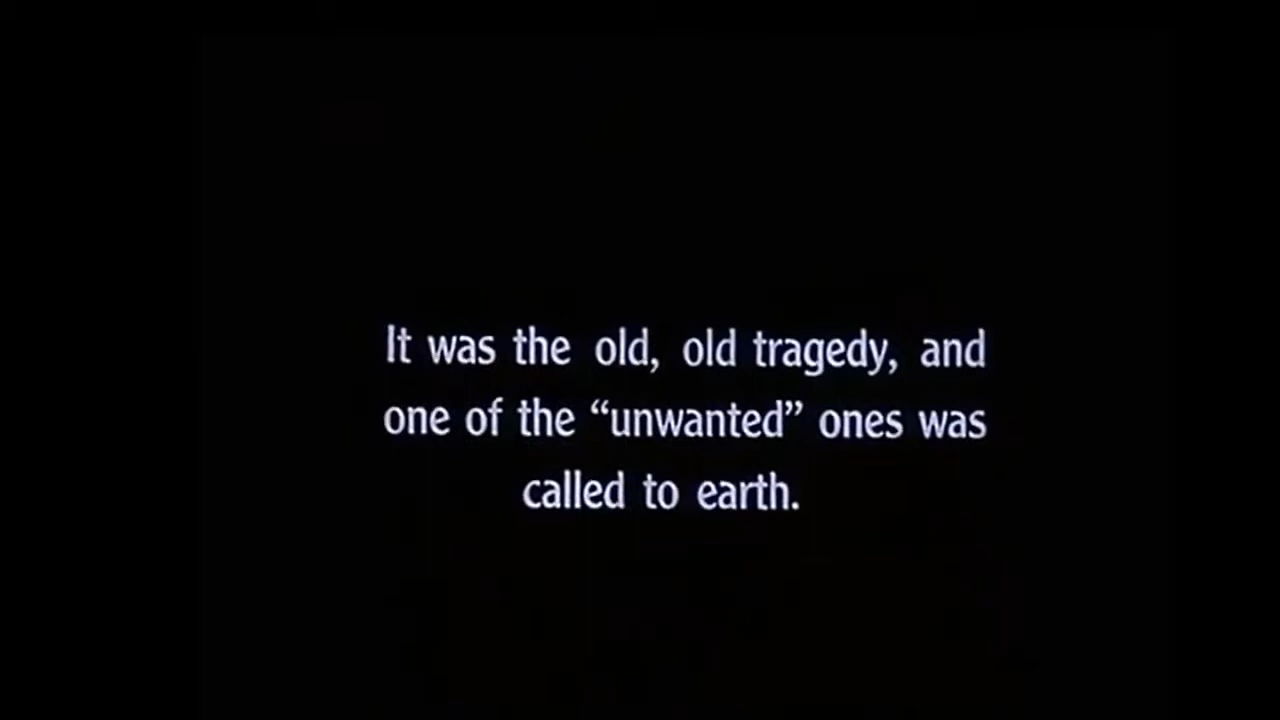 It was the old, old tragedy, and
one of the “unwanted” ones was
called to earth.